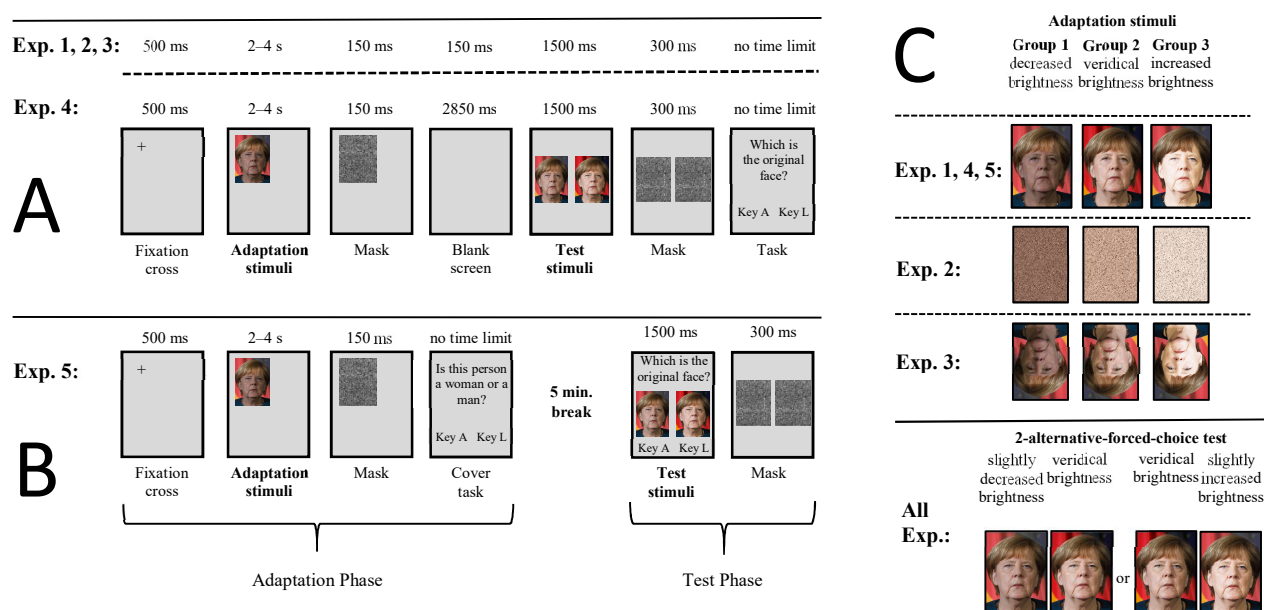 Exp. 1, 2, 3: 500 ms 2–4 s 150 ms 150 ms 1500 ms 300 ms no time limit
Exp. 4: 500 ms 2–4 s 150 ms 2850 ms 1500 ms 300 ms no time limit
+
Which is
the original
face?
Key A Key L
A
Fixation
cross
Adaptation
stimuli
Mask
Blank
screen
Test
stimuli
Mask
Task
Exp. 5: 500 ms 2–4 s 150 ms no time limit 1500 ms 300 ms
+
Is this person
a woman or a
man?
Key A Key L
5 min.
break
Which is the
original face?
Key A Key L
B
Fixation
cross
Adaptation
stimuli
Mask
Cover
task
Test
stimuli
Mask
Adaptation Phase
Test Phase
C
Adaptation stimuli
Group 1 Group 2 Group 3
decreased veridical increased
brightness brightness brightness
Exp. 1, 4, 5:
Exp. 2:
Exp. 3:
2-alternative-forced-choice test
slightly
decreased
brightness
veridical
brightness
veridical
brightness
slightly
increased
brightness
All
Exp.:
or